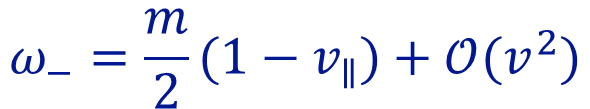 ω₋ = m/2 (1 − v∥) + 𝒪(v²)